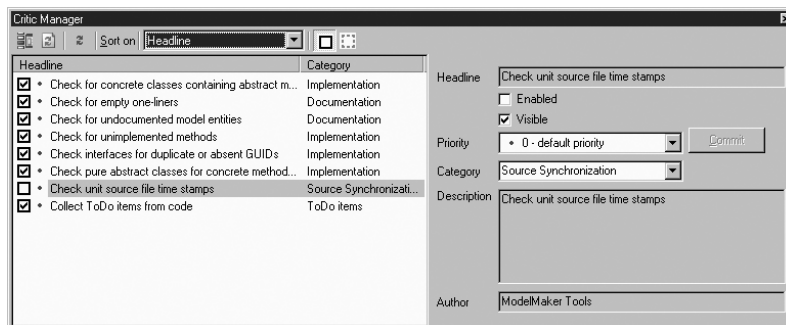 Critic Manager
Sort on Headline
Headline Category
Check for concrete classes containing abstract m... Implementation
Check for empty one-liners Documentation
Check for undocumented model entities Documentation
Check for unimplemented methods Implementation
Check interfaces for duplicate or absent GUIDs Implementation
Check pure abstract classes for concrete method... Implementation
Check unit source file time stamps Source Synchronizati...
Collect ToDo items from code ToDo items
Headline Check unit source file time stamps
Enabled
Visible
Priority 0 - default priority Commit
Category Source Synchronization
Description Check unit source file time stamps
Author ModelMaker Tools